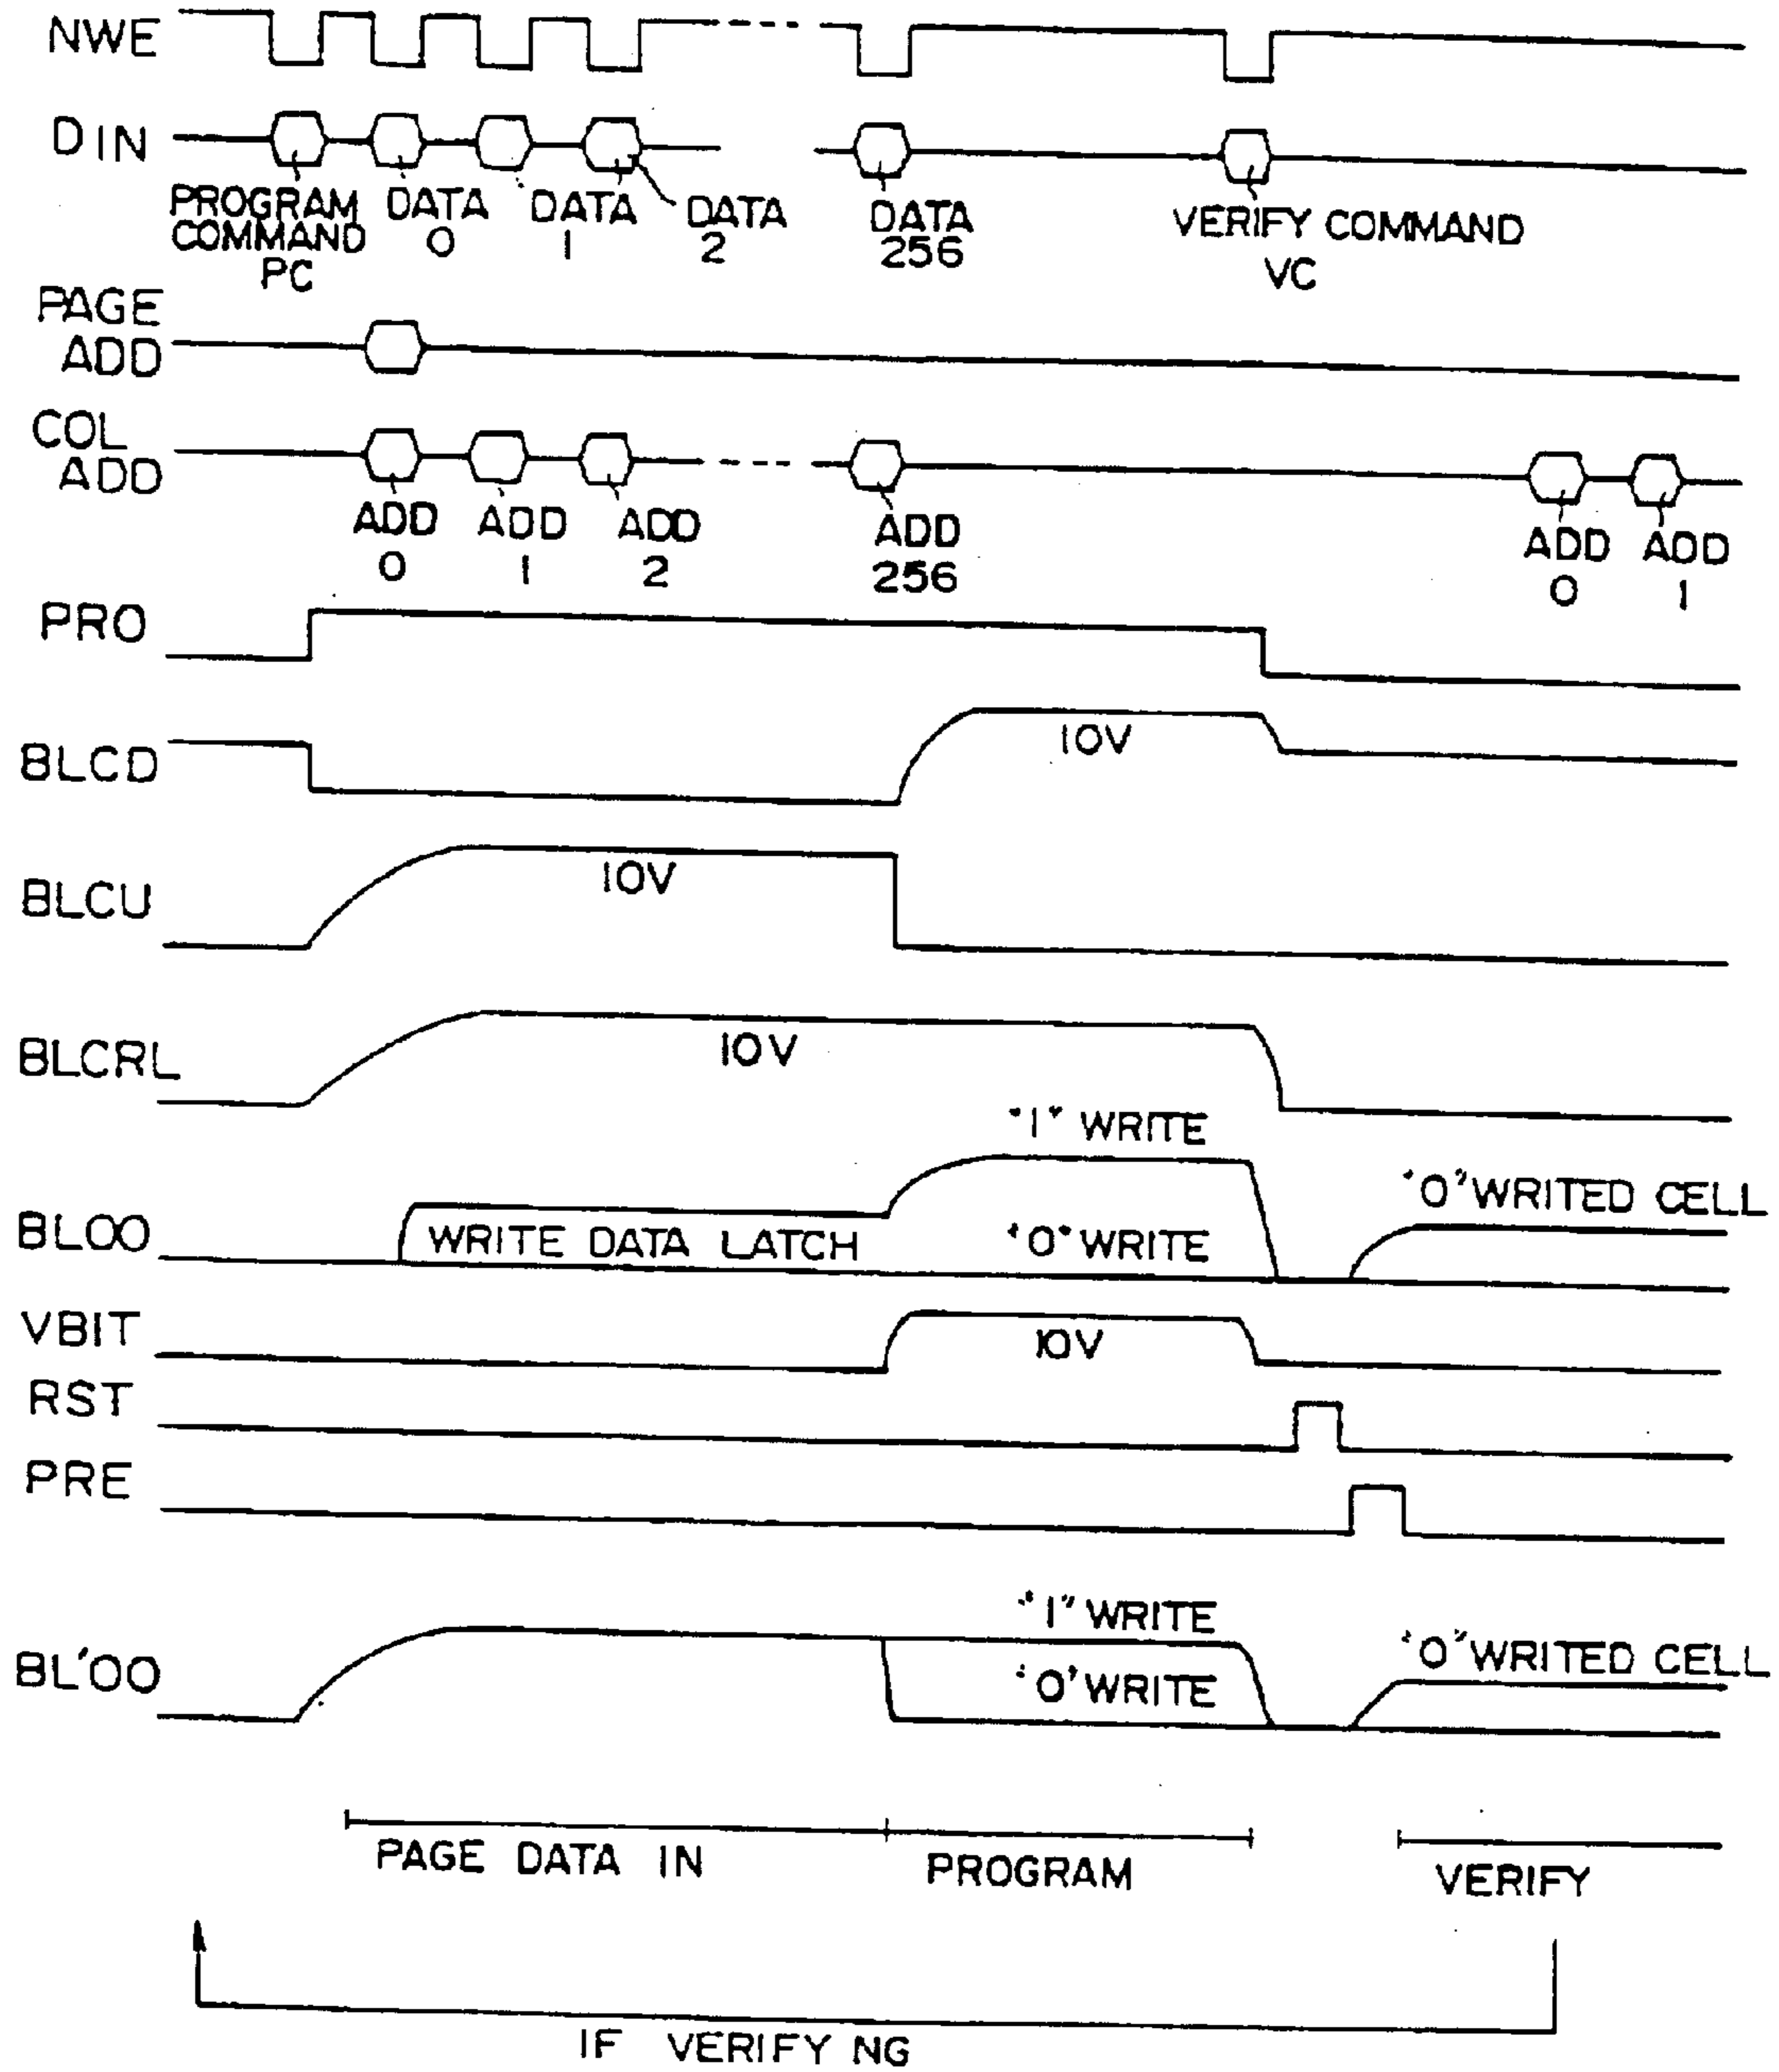 NWE
DIN
PROGRAM COMMAND PC
DATA 0
DATA 1
DATA 2
DATA 256
VERIFY COMMAND VC
PAGE ADD
COL ADD
ADD 0
ADD 1
ADD 2
ADD 256
ADD 0
ADD 1
PRO
BLCD
10V
BLCU
10V
BLCRL
10V
BL00
WRITE DATA LATCH
"1" WRITE
"0" WRITE
"0" WRITED CELL
VBIT
10V
RST
PRE
BL'00
"1" WRITE
"0" WRITE
"0" WRITED CELL
PAGE DATA IN
PROGRAM
VERIFY
IF VERIFY NG